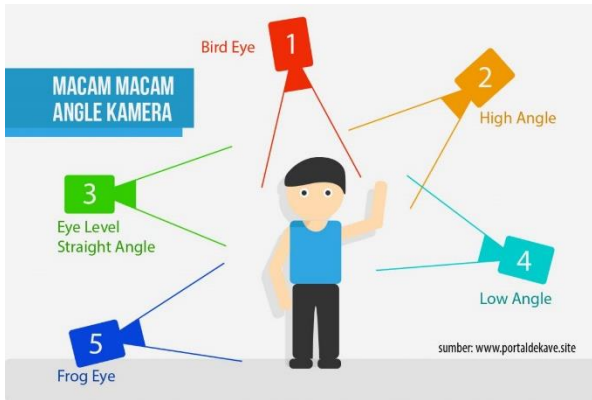 MACAM MACAM
ANGLE KAMERA
Bird Eye
1
2
High Angle
3
Eye Level
Straight Angle
4
Low Angle
5
Frog Eye
sumber: www.portaldekave.site